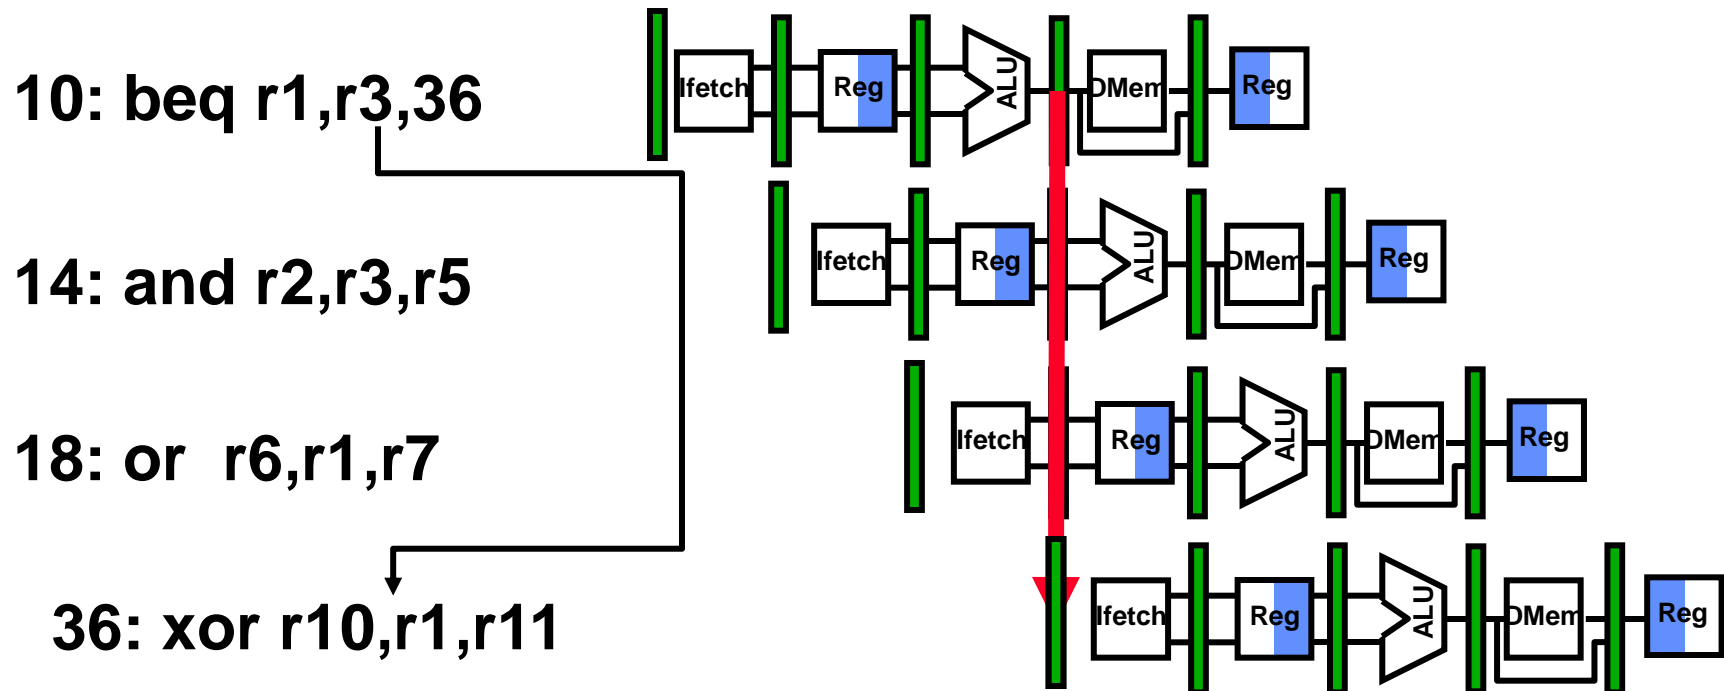 10: beq r1,r3,36
Ifetch Reg ALU DMem Reg
14: and r2,r3,r5
Ifetch Reg ALU DMem Reg
18: or r6,r1,r7
Ifetch Reg ALU DMem Reg
36: xor r10,r1,r11
Ifetch Reg ALU DMem Reg